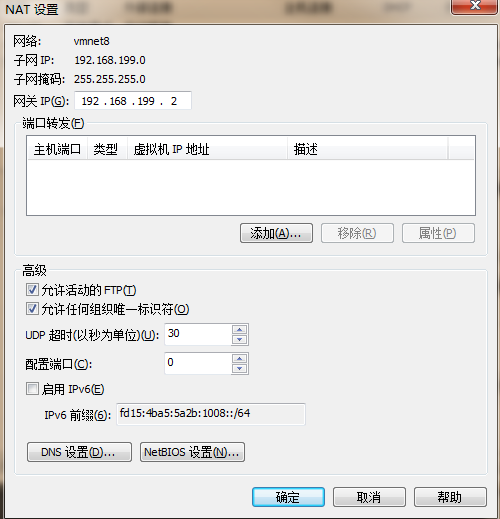 NAT 设置
网络: vmnet8
子网 IP: 192.168.199.0
子网掩码: 255.255.255.0
网关 IP(G): 192 . 168 . 199 . 2
端口转发(F)
主机端口 类型 虚拟机 IP 地址 描述
添加(A)... 移除(R) 属性(P)
高级
允许活动的 FTP(T)
允许任何组织唯一标识符(O)
UDP 超时(以秒为单位)(U): 30
配置端口(C): 0
启用 IPv6(E)
IPv6 前缀(6): fd15:4ba5:5a2b:1008::/64
DNS 设置(D)... NetBIOS 设置(N)...
确定 取消 帮助